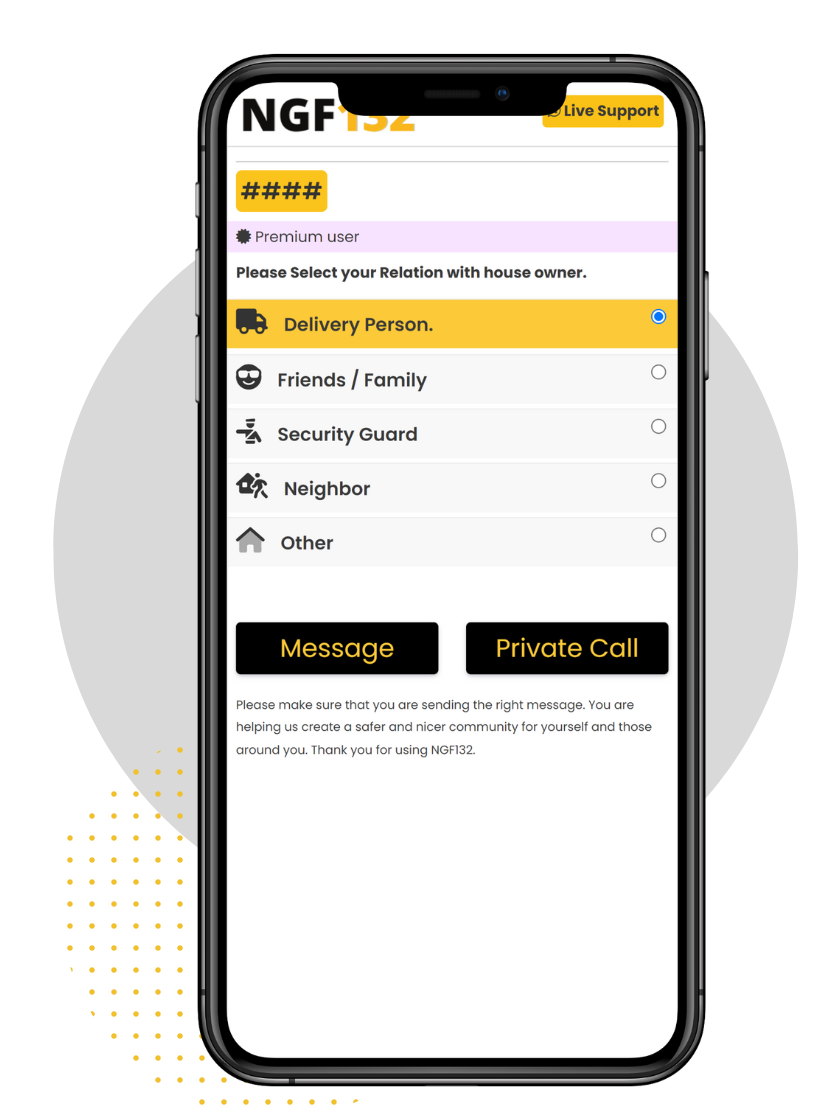 NGF132
Live Support
####
Premium user
Please Select your Relation with house owner.
Delivery Person.
Friends / Family
Security Guard
Neighbor
Other
Message
Private Call
Please make sure that you are sending the right message. You are
helping us create a safer and nicer community for yourself and those
around you. Thank you for using NGF132.